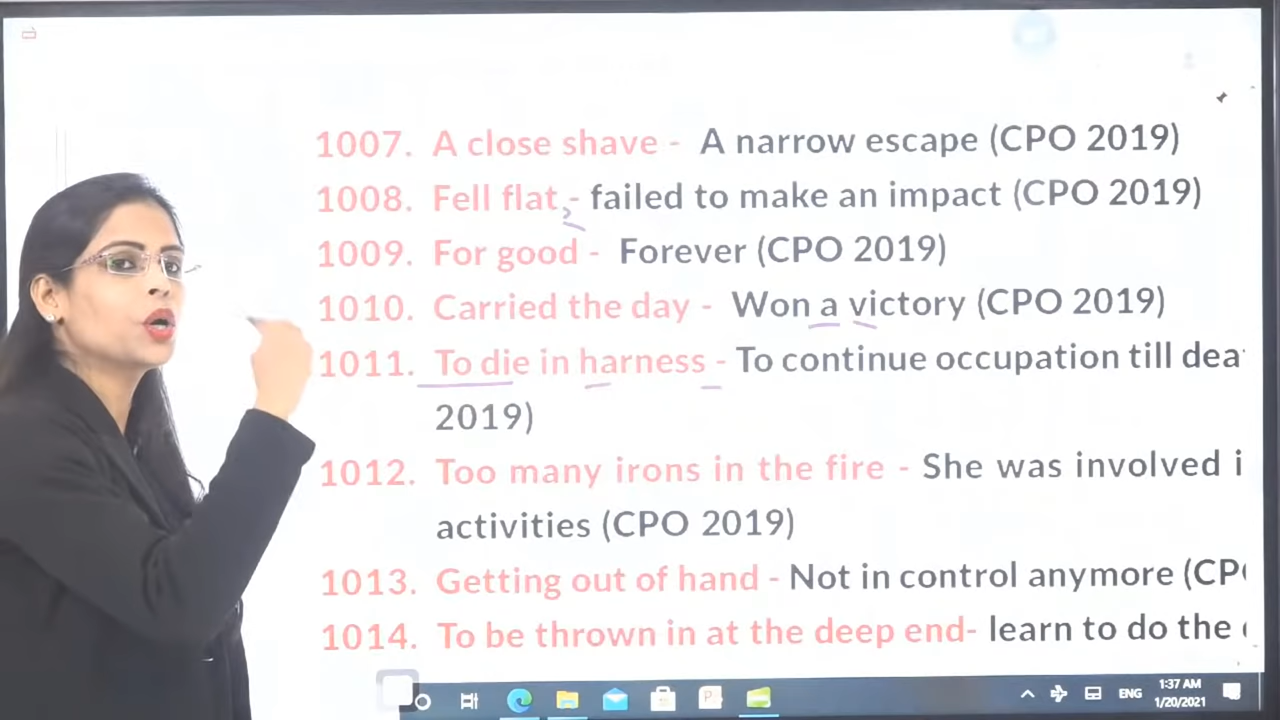 1007. A close shave - A narrow escape (CPO 2019)
1008. Fell flat - failed to make an impact (CPO 2019)
1009. For good - Forever (CPO 2019)
1010. Carried the day - Won a victory (CPO 2019)
1011. To die in harness - To continue occupation till
2019)
1012. Too many irons in the fire - She was involved
activities (CPO 2019)
1013. Getting out of hand - Not in control anymore
1014. To be thrown in at the deep end- learn to do the
ENG
1:37 AM
1/20/2021